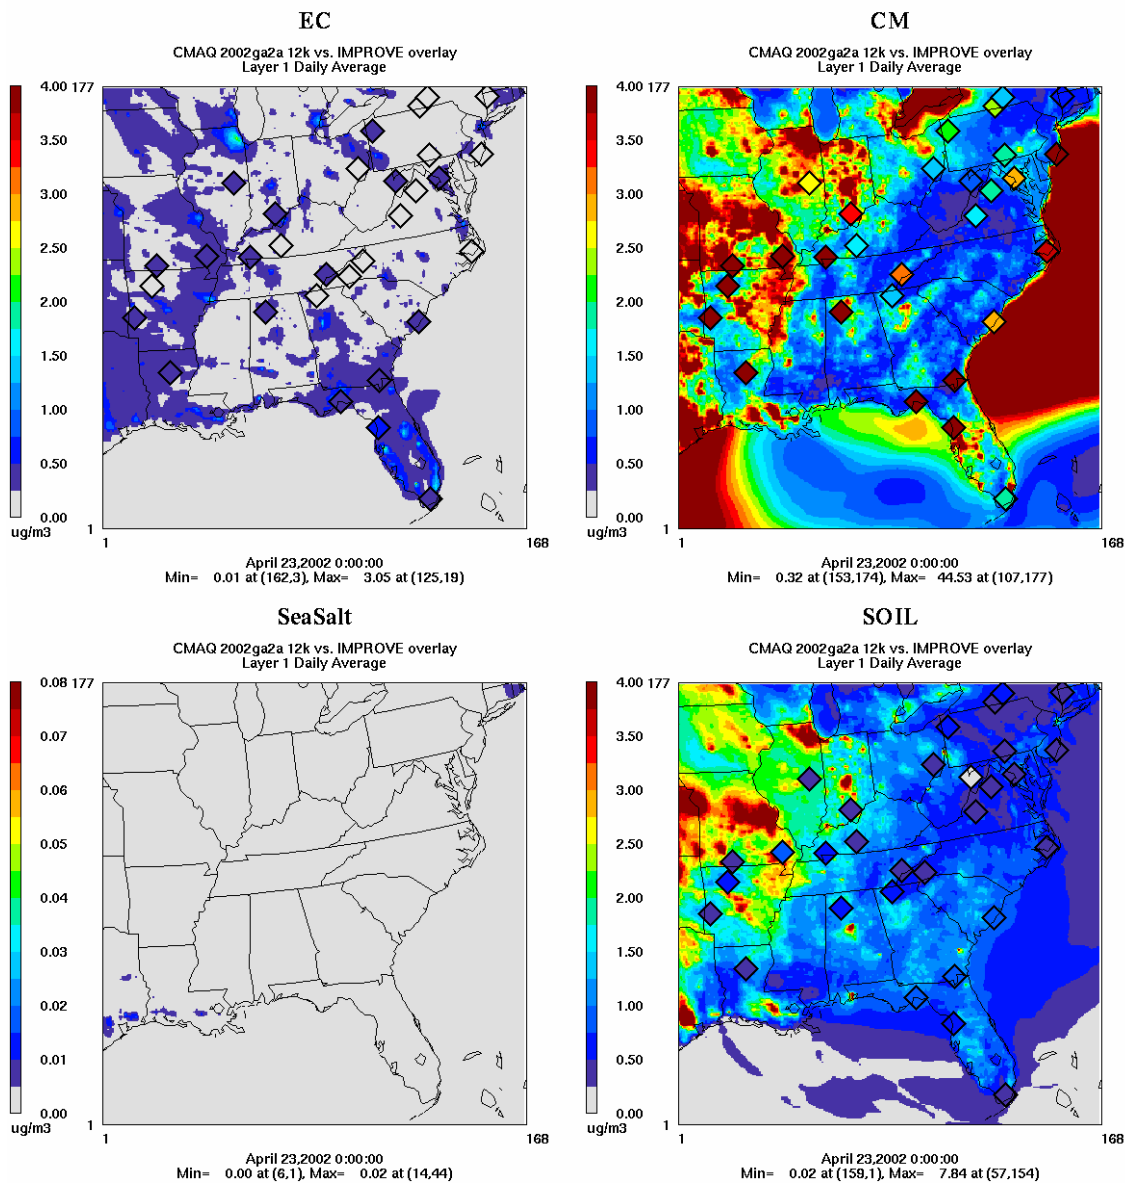 EC
CMAQ 2002ga2a 12k vs. IMPROVE overlay
Layer 1 Daily Average
4.00 177
3.50
3.00
2.50
2.00
1.50
1.00
0.50
0.00
ug/m3
1
1 168
April 23,2002 0:00:00
Min= 0.01 at (162,3), Max= 3.05 at (125,19)
CM
CMAQ 2002ga2a 12k vs. IMPROVE overlay
Layer 1 Daily Average
4.00 177
3.50
3.00
2.50
2.00
1.50
1.00
0.50
0.00
ug/m3
1
1 168
April 23,2002 0:00:00
Min= 0.32 at (153,174), Max= 44.53 at (107,177)
SeaSalt
CMAQ 2002ga2a 12k vs. IMPROVE overlay
Layer 1 Daily Average
0.08 177
0.07
0.06
0.05
0.04
0.03
0.02
0.01
0.00
ug/m3
1
1 168
April 23,2002 0:00:00
Min= 0.00 at (6,1), Max= 0.02 at (14,44)
SOIL
CMAQ 2002ga2a 12k vs. IMPROVE overlay
Layer 1 Daily Average
4.00 177
3.50
3.00
2.50
2.00
1.50
1.00
0.50
0.00
ug/m3
1
1 168
April 23,2002 0:00:00
Min= 0.02 at (159,1), Max= 7.84 at (57,154)